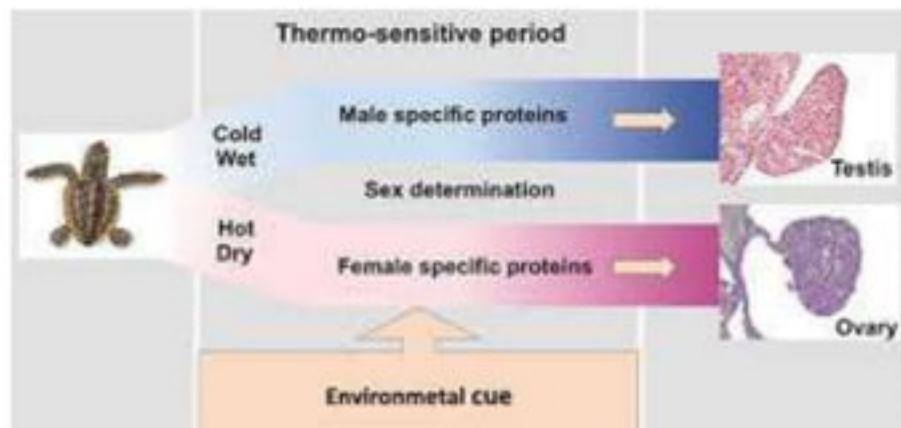 Thermo-sensitive period
Cold
Wet
Male specific proteins
Testis
Sex determination
Hot
Dry
Female specific proteins
Ovary
Environmetal cue